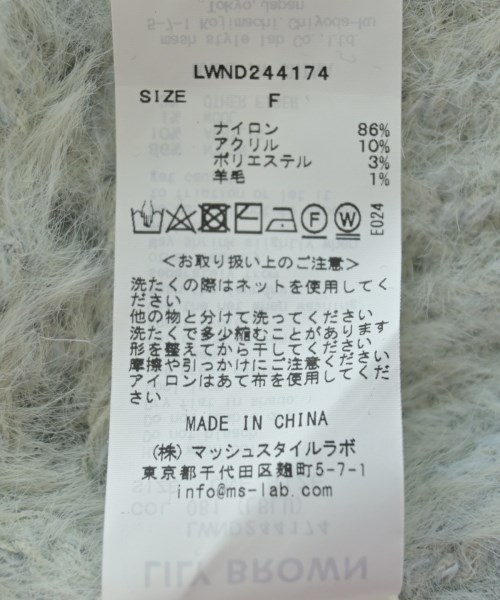 LWND244174
SIZE F
ナイロン 86%
アクリル 10%
ポリエステル 3%
羊毛 1%
F W E024
<お取り扱い上のご注意>
洗たくの際はネットを使用してく
ださい
他の物と分けて洗ってください
洗たくで多少縮むことがあります
形を整えてから干してください
摩擦や引っかけにご注意ください
アイロンはあて布を使用してくだ
さい
MADE IN CHINA
(株)マッシュスタイルラボ
東京都千代田区麹町5-7-1
info@ms-lab.com
LWND244174
LILY BROWN